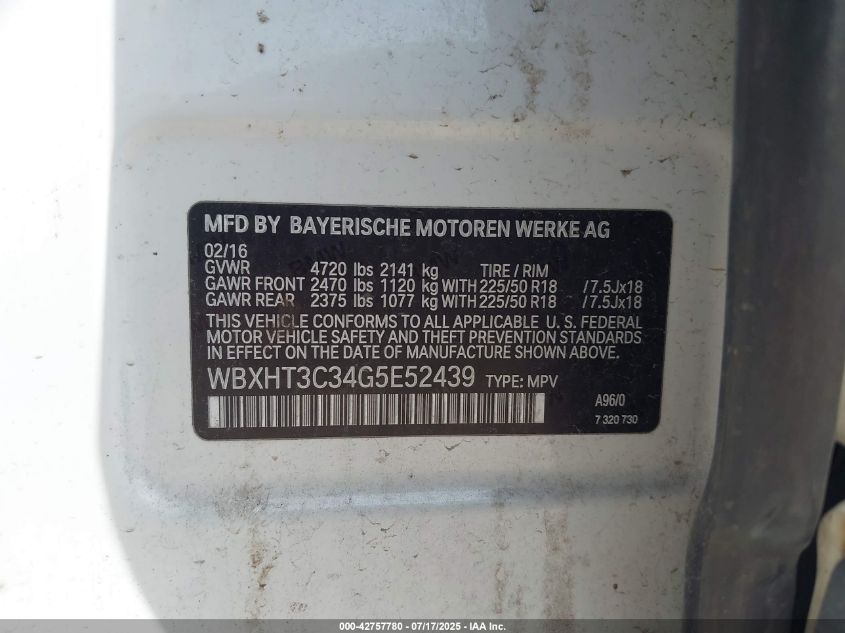 MFD BY BAYERISCHE MOTOREN WERKE AG
02/16
GVWR 4720 lbs 2141 kg TIRE / RIM
GAWR FRONT 2470 lbs 1120 kg WITH 225/50 R18 / 7.5Jx18
GAWR REAR 2375 lbs 1077 kg WITH 225/50 R18 / 7.5Jx18
THIS VEHICLE CONFORMS TO ALL APPLICABLE U. S. FEDERAL
MOTOR VEHICLE SAFETY AND THEFT PREVENTION STANDARDS
IN EFFECT ON THE DATE OF MANUFACTURE SHOWN ABOVE.
WBXHT3C34G5E52439 TYPE: MPV
A96/0
7 320 730
000-42757780 - 07/17/2025 - IAA Inc.